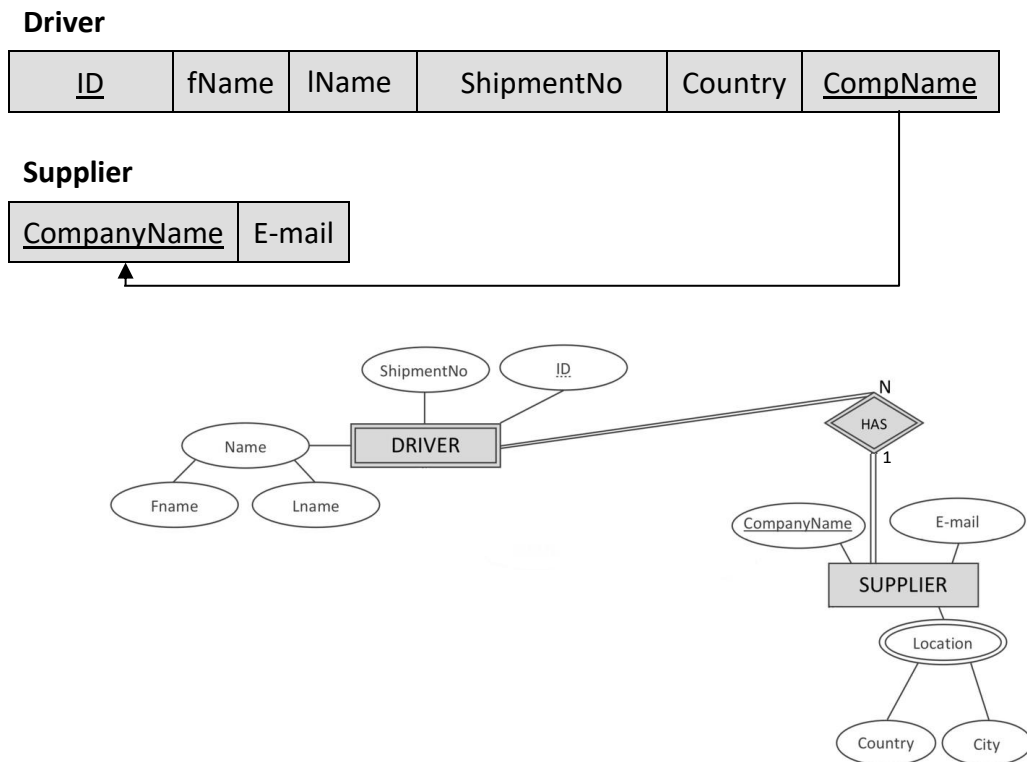 Driver
ID fName lName ShipmentNo Country CompName
Supplier
CompanyName E-mail
ShipmentNo ID
N
HAS
Name DRIVER
1
Fname Lname
CompanyName E-mail
SUPPLIER
Location
Country City